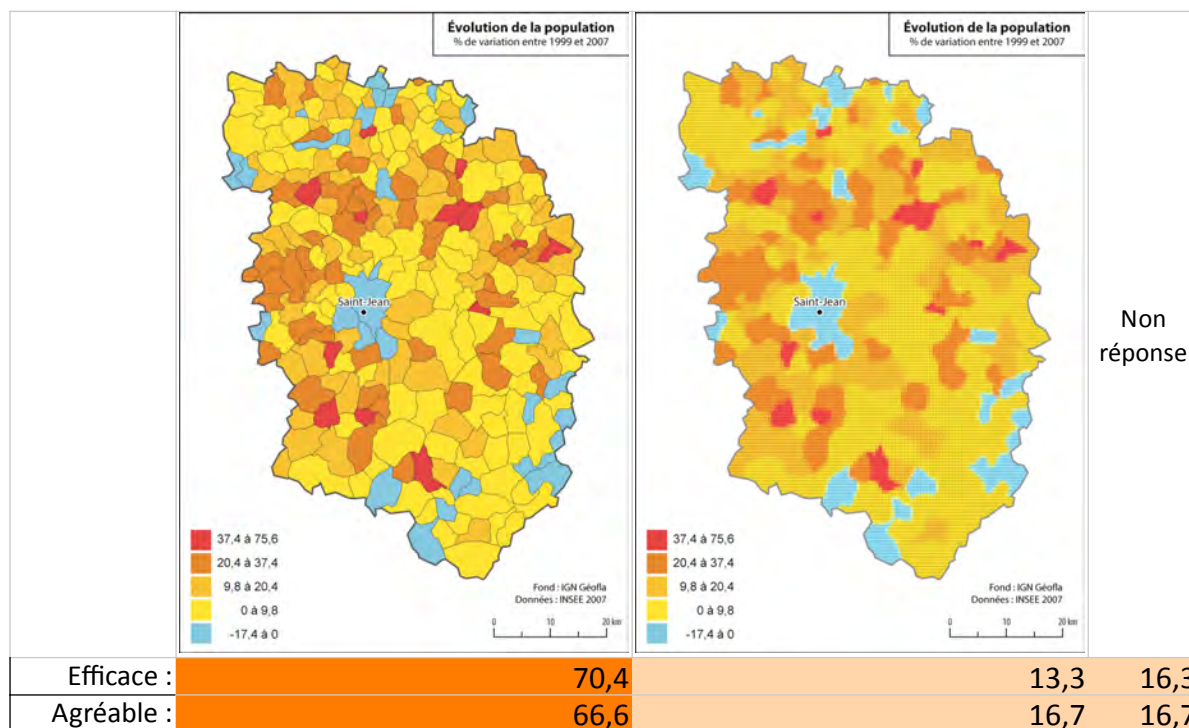 Évolution de la population
% de variation entre 1999 et 2007
Saint-Jean
37,4 à 75,6
20,4 à 37,4
9,8 à 20,4
0 à 9,8
-17,4 à 0
Fond : IGN Géofla
Données : INSEE 2007
0 20 km
Évolution de la population
% de variation entre 1999 et 2007
Saint-Jean
37,4 à 75,6
20,4 à 37,4
9,8 à 20,4
0 à 9,8
-17,4 à 0
Fond : IGN Géofla
Données : INSEE 2007
0 20 km
Non
réponse
Efficace : 70,4 13,3 16,3
Agréable : 66,6 16,7 16,7